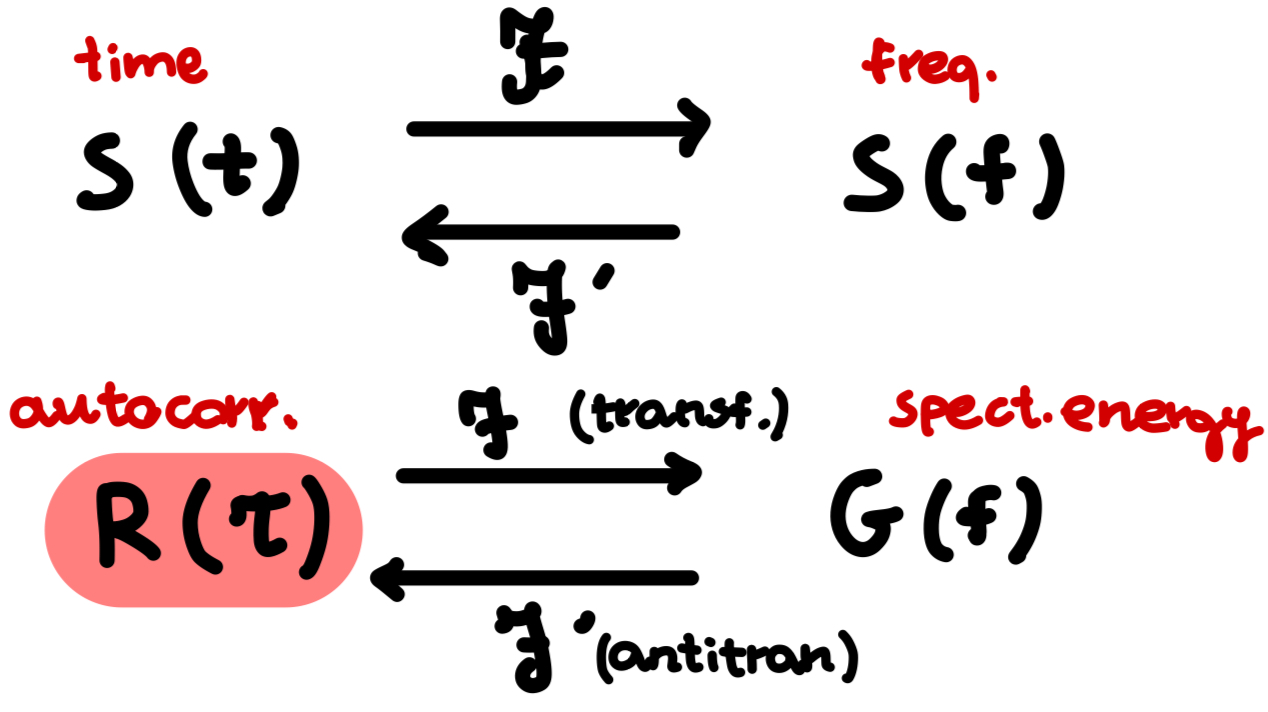 time ℱ freq.
S(t) S(f)
ℱ'
autocorr. ℱ (transf.) spect. energy
R(τ) G(f)
ℱ' (antitran)